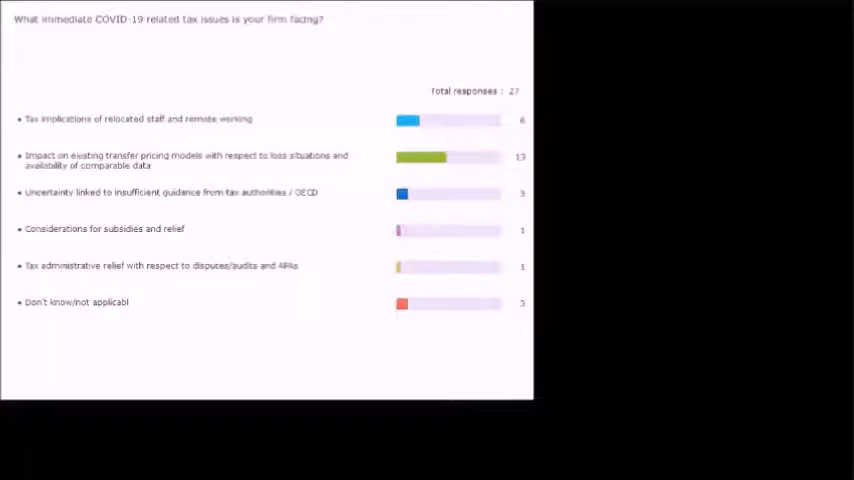 What immediate COVID-19 related tax issues is your firm facing?
Total responses : 27
• Tax implications of relocated staff and remote working 6
• Impact on existing transfer pricing models with respect to loss situations and 13
availability of comparable data
• Uncertainty linked to insufficient guidance from tax authorities / OECD 3
• Considerations for subsidies and relief 1
• Tax administrative relief with respect to disputes/audits and APAs 1
• Don't know/not applicabl 3